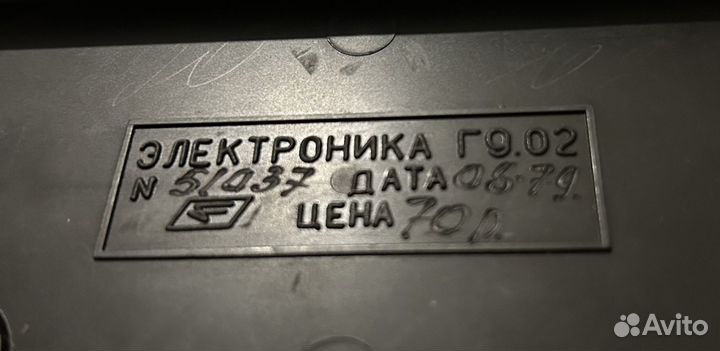 ЭЛЕКТРОНИКА Г9.02
N 51037 ДАТА 08.79.
ЦЕНА 70р.
Avito